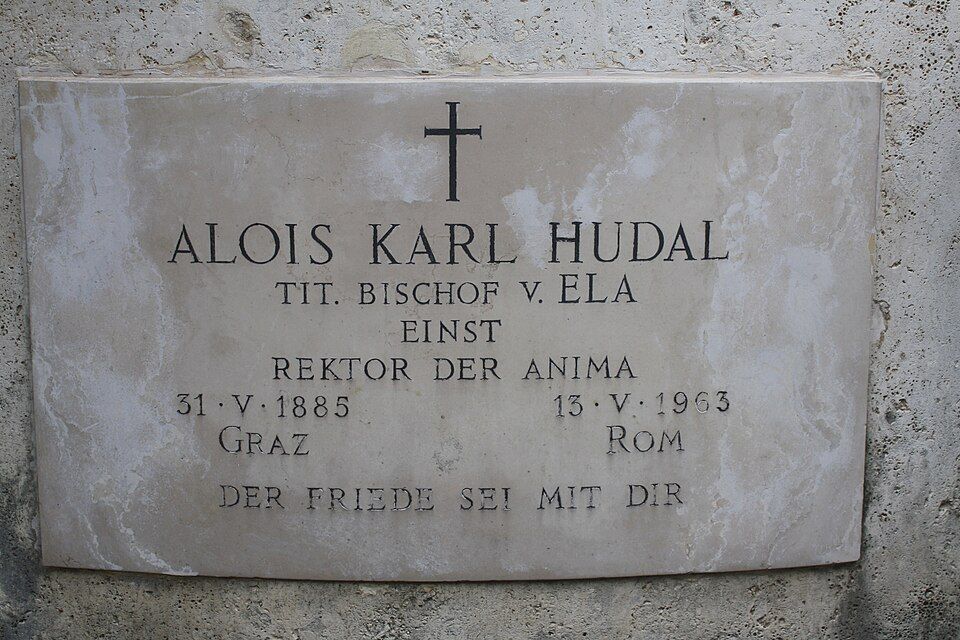 ALOIS KARL HUDAL
TIT. BISCHOF V. ELA
EINST
REKTOR DER ANIMA
31·V·1885 13·V·1963
GRAZ ROM
DER FRIEDE SEI MIT DIR